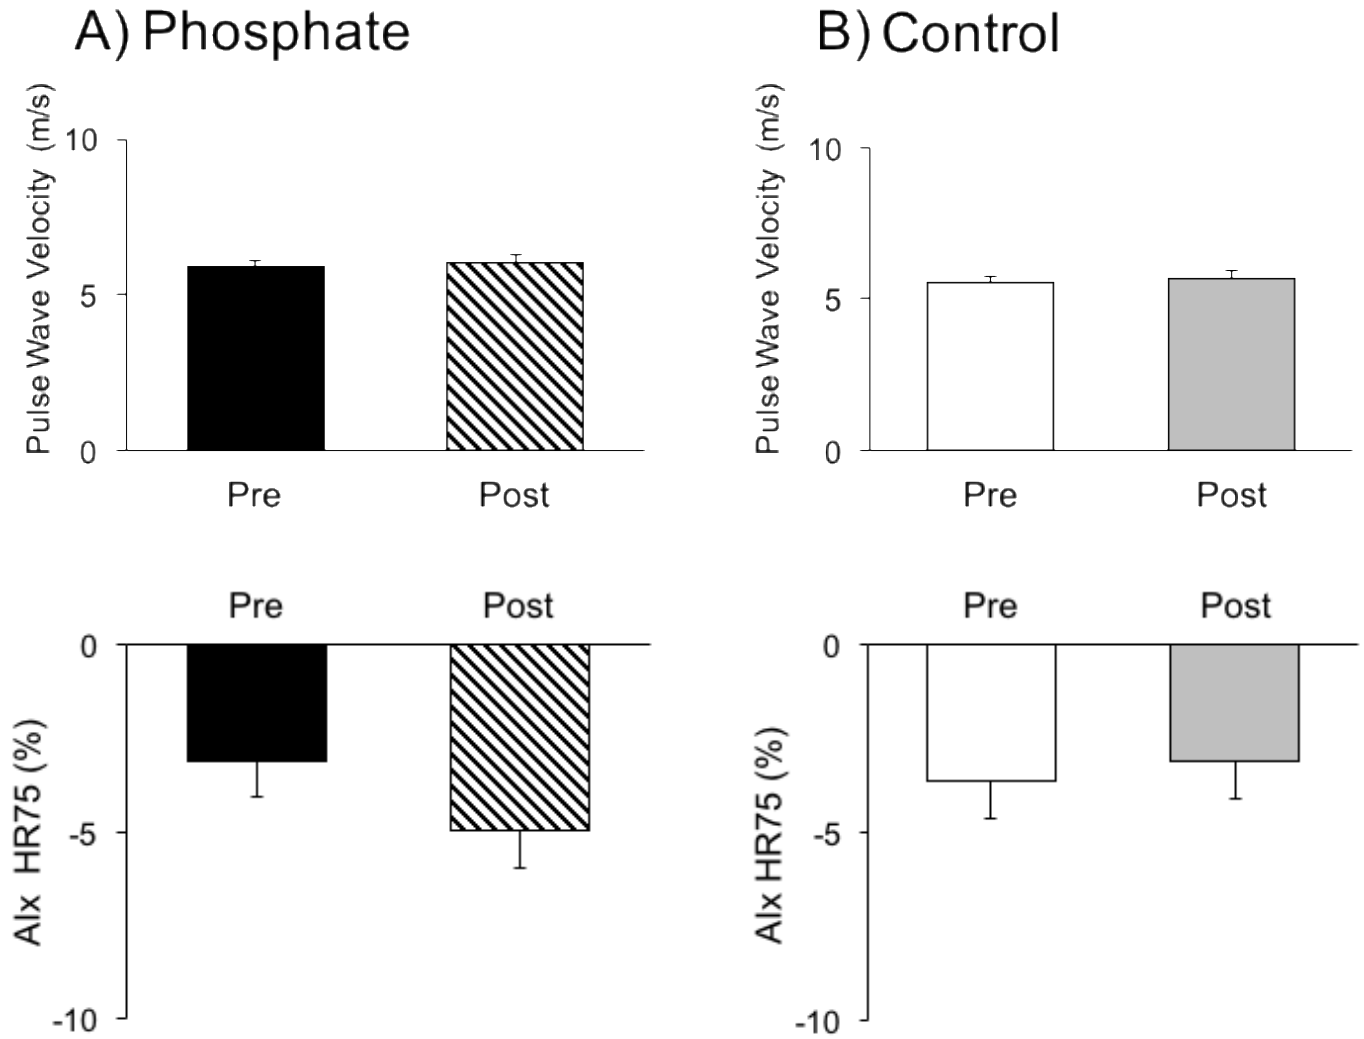 A) Phosphate
B) Control
Pulse Wave Velocity (m/s)
10
5
0
Pre Post
Pulse Wave Velocity (m/s)
10
5
0
Pre Post
Pre Post
AIx HR75 (%)
0
-5
-10
Pre Post
AIx HR75 (%)
0
-5
-10